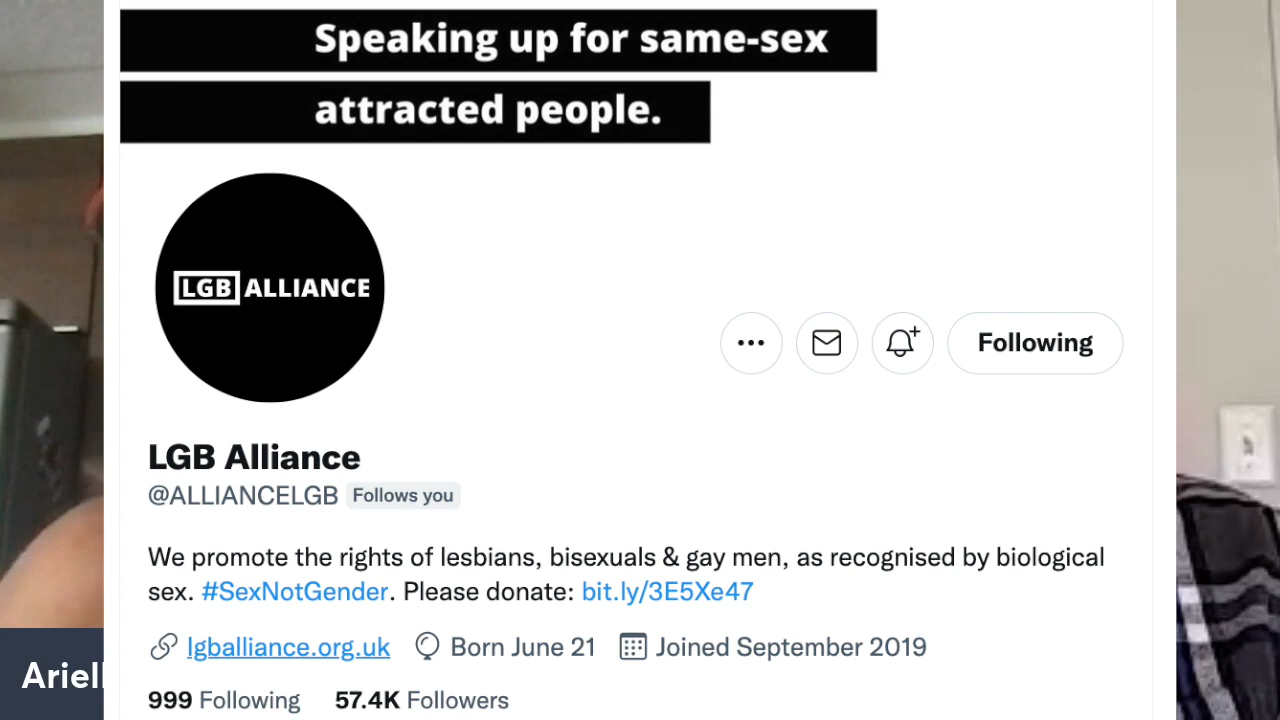 Speaking up for same-sex
attracted people.
LGB ALLIANCE
Following
LGB Alliance
@ALLIANCELGB Follows you
We promote the rights of lesbians, bisexuals & gay men, as recognised by biological
sex. #SexNotGender. Please donate: bit.ly/3E5Xe47
lgballiance.org.uk Born June 21 Joined September 2019
999 Following 57.4K Followers